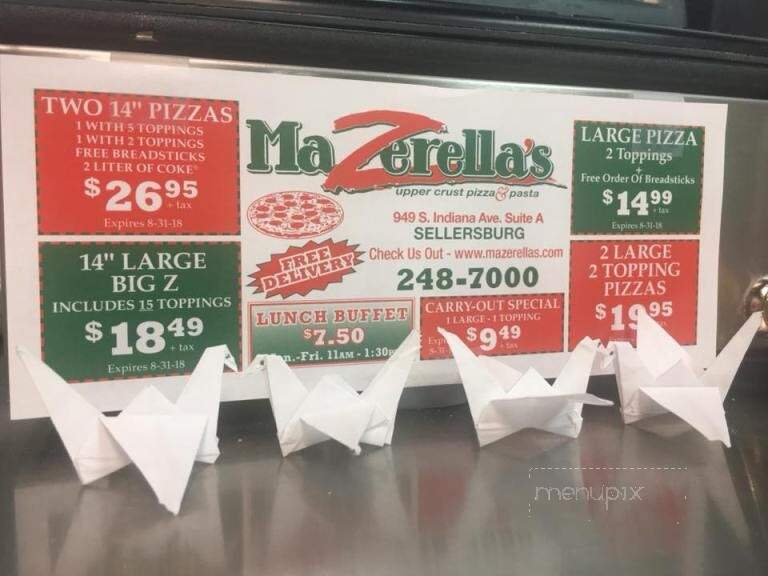 TWO 14" PIZZAS
1 WITH 3 TOPPINGS
1 WITH 2 TOPPINGS
FREE BREADSTICKS
2 LITER OF COKE®
$26.95
+ tax
Expires 8-31-18
14" LARGE
BIG Z
INCLUDES 15 TOPPINGS
$18.49
+ tax
Expires 8-31-18
MaZerella's
upper crust pizza & pasta
949 S. Indiana Ave. Suite A
SELLERSBURG
Check Us Out - www.mazerellas.com
248-7000
FREE
DELIVERY
LUNCH BUFFET
$7.50
n.-Fri. 11AM - 1:30P
CARRY-OUT SPECIAL
1 LARGE - 1 TOPPING
$9.49
+ tax
LARGE PIZZA
2 Toppings
+
Free Order Of Breadsticks
$14.99
+ tax
Expires 8-31-18
2 LARGE
2 TOPPING
PIZZAS
$19.95
menupix